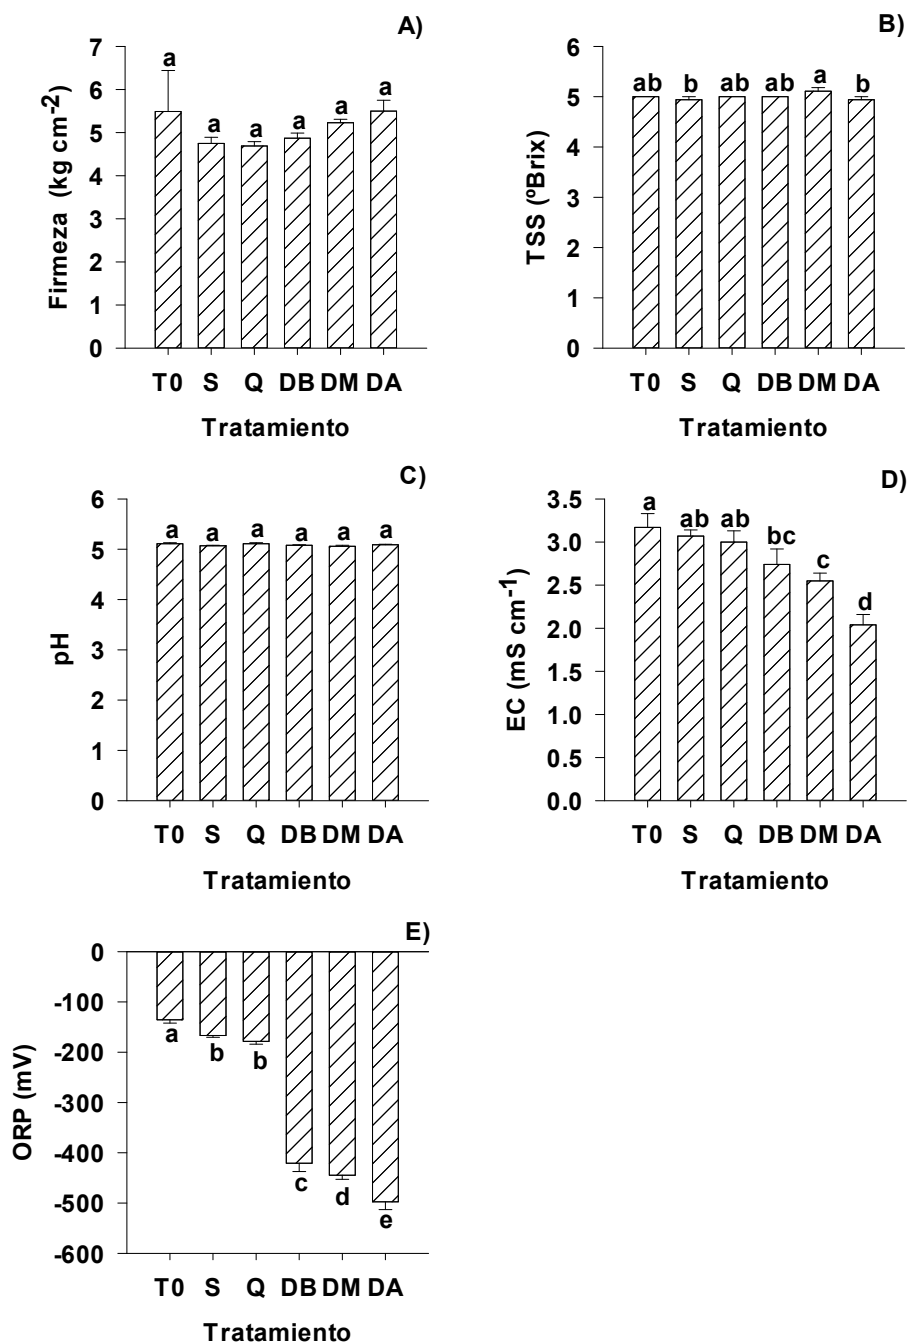 A)
7
6
5
4
3
2
1
0
Firmeza (kg cm-2)
a a a a a a
T0 S Q DB DM DA
Tratamiento
B)
6
5
4
3
2
1
0
TSS (ºBrix)
ab b ab ab a b
T0 S Q DB DM DA
Tratamiento
C)
6
5
4
3
2
1
0
pH
a a a a a a
T0 S Q DB DM DA
Tratamiento
D)
3.5
3.0
2.5
2.0
1.5
1.0
0.5
0.0
EC (mS cm-1)
a ab ab bc c d
T0 S Q DB DM DA
Tratamiento
E)
0
-100
-200
-300
-400
-500
-600
ORP (mV)
a b b c d e
T0 S Q DB DM DA
Tratamiento